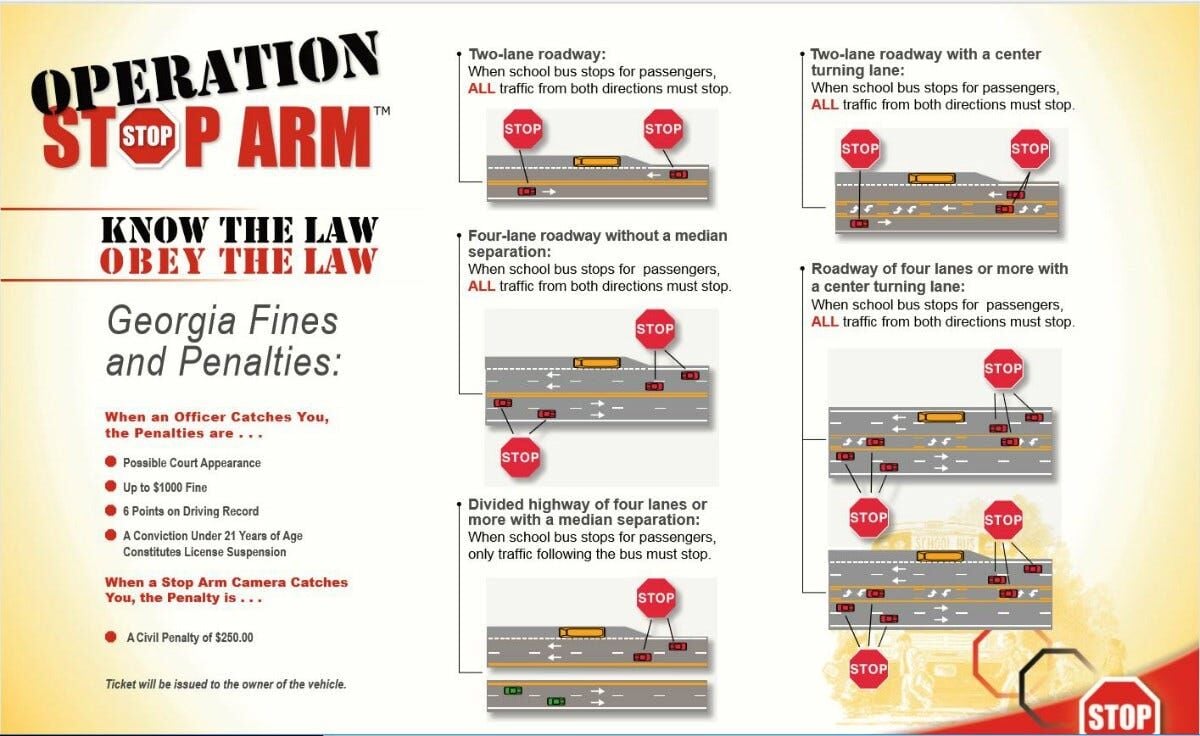 OPERATION
STOP ARM™
STOP
KNOW THE LAW
OBEY THE LAW
Georgia Fines
and Penalties:
When an Officer Catches You,
the Penalties are . . .
Possible Court Appearance
Up to $1000 Fine
6 Points on Driving Record
A Conviction Under 21 Years of Age
Constitutes License Suspension
When a Stop Arm Camera Catches
You, the Penalty is . . .
A Civil Penalty of $250.00
Ticket will be issued to the owner of the vehicle.
Two-lane roadway:
When school bus stops for passengers,
ALL traffic from both directions must stop.
STOP
STOP
Four-lane roadway without a median
separation:
When school bus stops for passengers,
ALL traffic from both directions must stop.
STOP
STOP
Divided highway of four lanes or
more with a median separation:
When school bus stops for passengers,
only traffic following the bus must stop.
STOP
Two-lane roadway with a center
turning lane:
When school bus stops for passengers,
ALL traffic from both directions must stop.
STOP
STOP
Roadway of four lanes or more with
a center turning lane:
When school bus stops for passengers,
ALL traffic from both directions must stop.
STOP
STOP
STOP
SCHOOL BUS
STOP
STOP